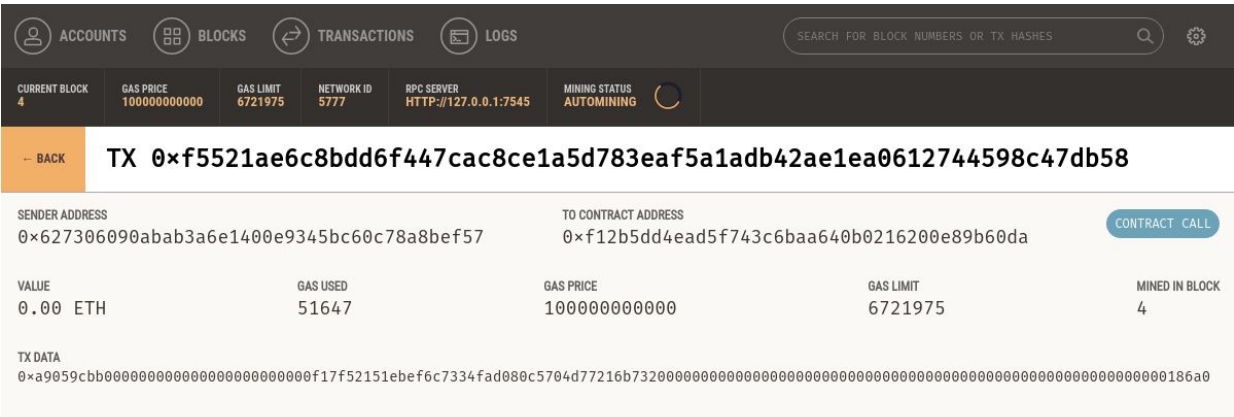 ACCOUNTS BLOCKS TRANSACTIONS LOGS SEARCH FOR BLOCK NUMBERS OR TX HASHES
CURRENT BLOCK GAS PRICE GAS LIMIT NETWORK ID RPC SERVER MINING STATUS
4 100000000000 6721975 5777 HTTP://127.0.0.1:7545 AUTOMINING
← BACK TX 0×f5521ae6c8bdd6f447cac8ce1a5d783eaf5a1adb42ae1ea0612744598c47db58
SENDER ADDRESS TO CONTRACT ADDRESS
0×627306090abab3a6e1400e9345bc60c78a8bef57 0×f12b5dd4ead5f743c6baa640b0216200e89b60da CONTRACT CALL
VALUE GAS USED GAS PRICE GAS LIMIT MINED IN BLOCK
0.00 ETH 51647 100000000000 6721975 4
TX DATA
0×a9059cbb000000000000000000000000f17f52151ebef6c7334fad080c5704d77216b73200000000000000000000000000000000000000000000000000000000000186a0